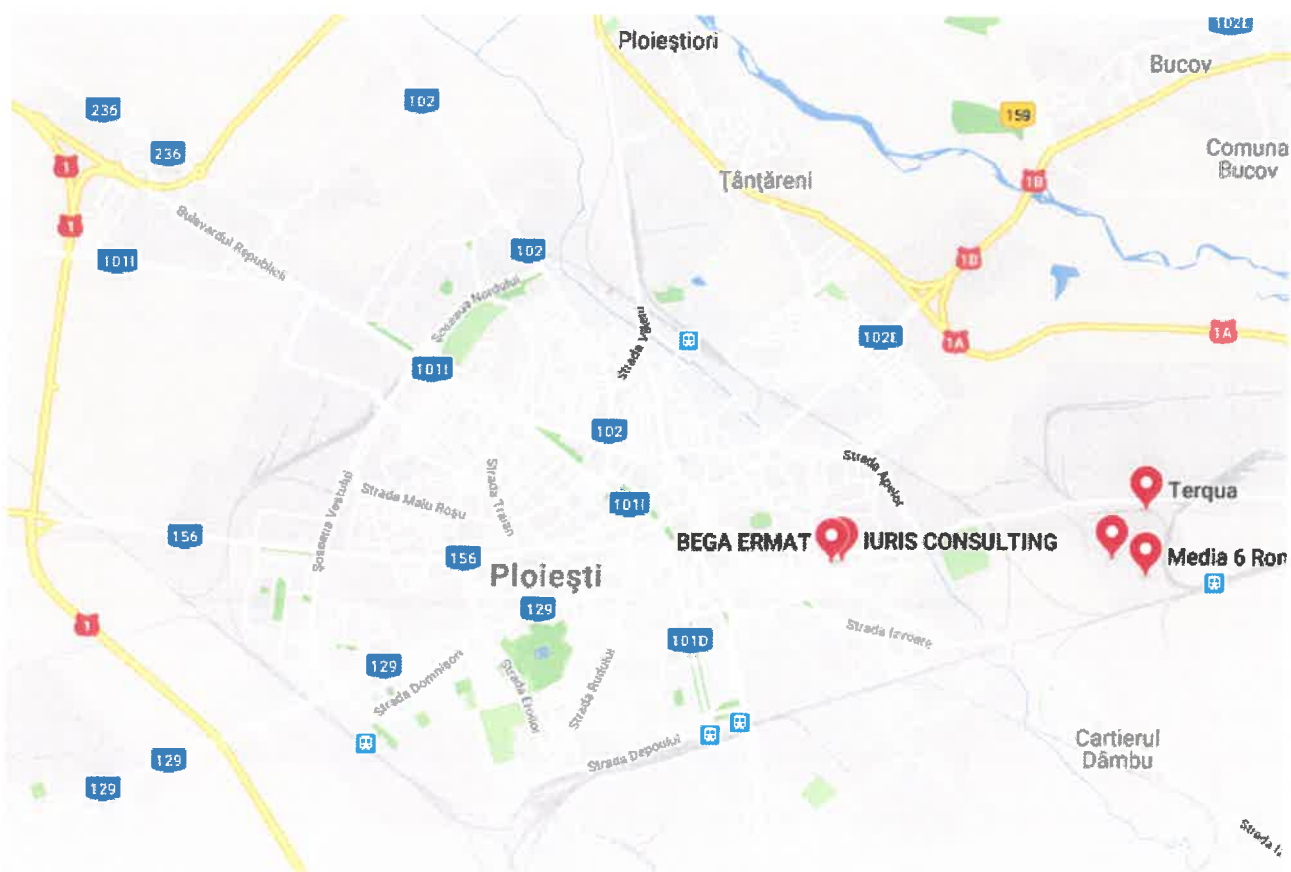 102E
Ploieştiori
Bucov
102
236
159
236
Comuna
Bucov
1
Ţânţăreni
1B
Bulevardul Republicii
1
102
101I
1B
Şoseaua Nordului
102E
1A
1A
101I
102
Strada Apelor
Strada Traian
Şoseaua Vestului
Strada Malu Roşu
Terqua
101I
156
BEGA ERMAT
IURIS CONSULTING
156
Media 6 Rom
Ploieşti
129
1
101D
Strada Izvoare
129
Strada Domnişori
Strada Eroilor
Strada Rudului
Strada Depoului
Cartierul
Dâmbu
129
129